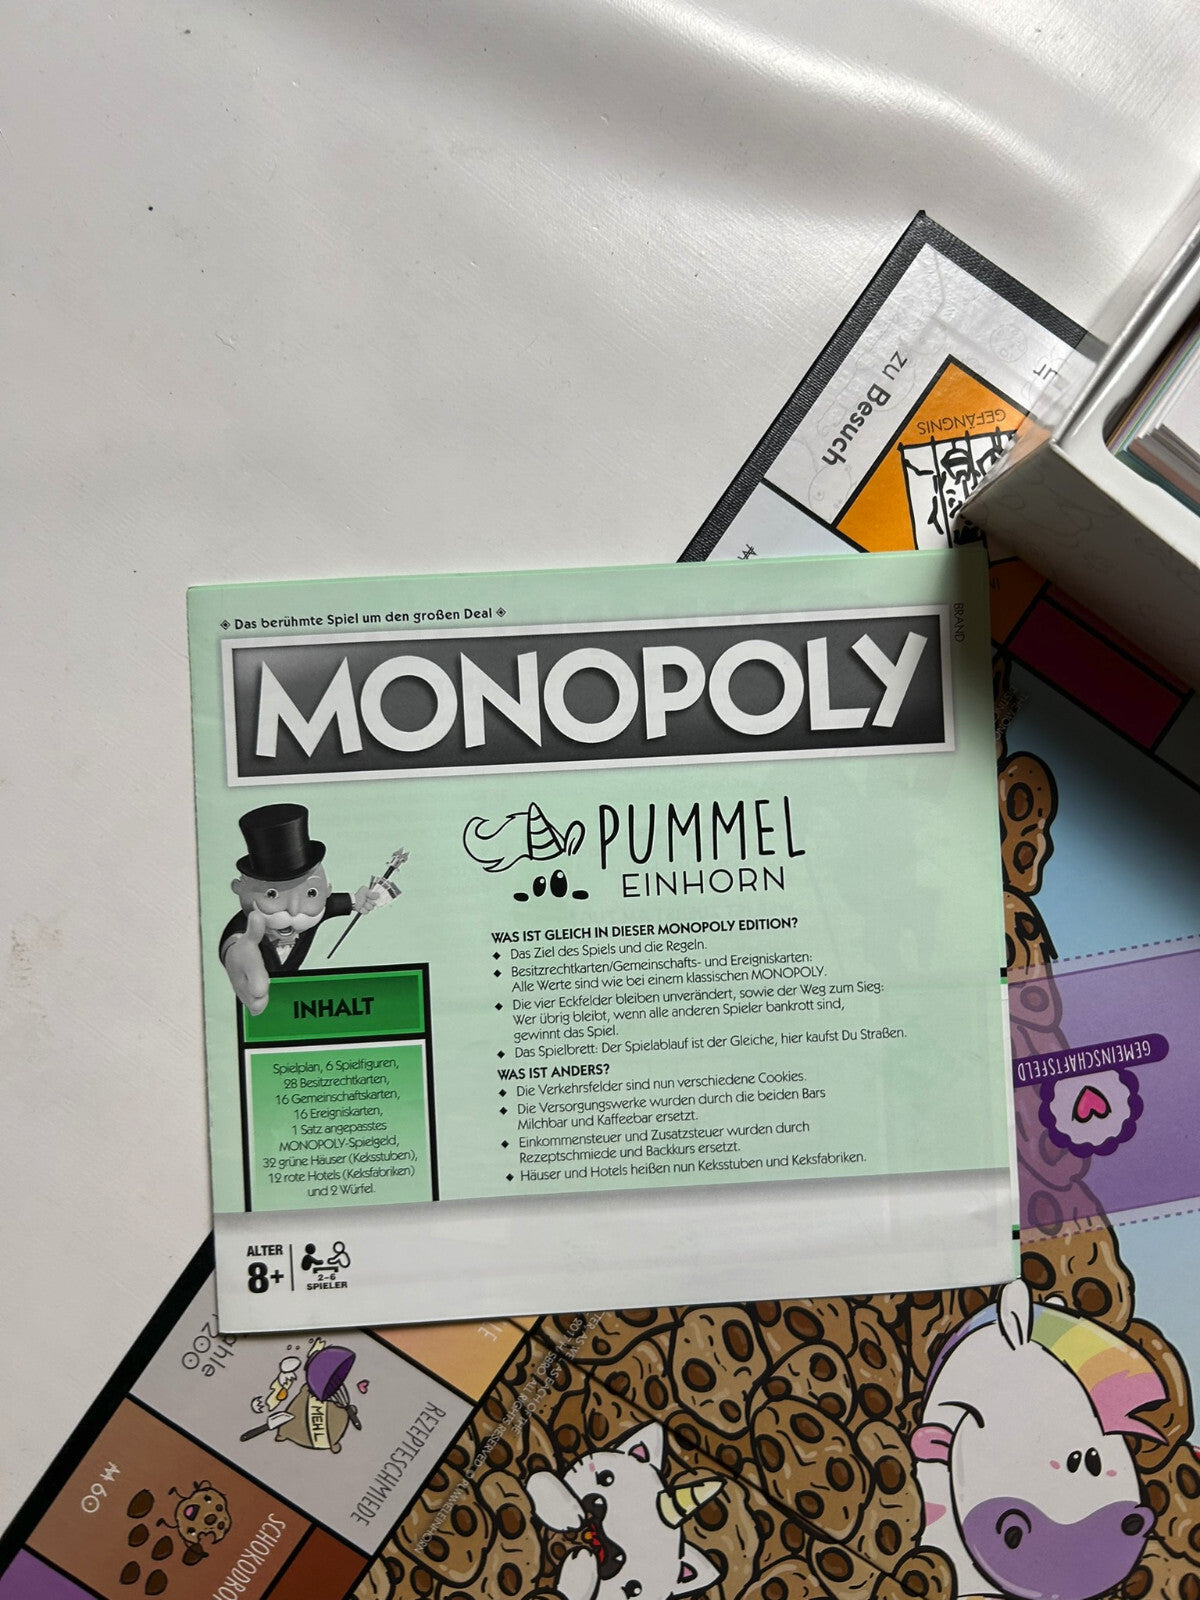 zu Besuch
GEFÄNGNIS
◈ Das berühmte Spiel um den großen Deal ◈
BRAND
MONOPOLY
PUMMEL
EINHORN
WAS IST GLEICH IN DIESER MONOPOLY EDITION?
◆ Das Ziel des Spiels und die Regeln.
◆ Besitzrechtkarten/Gemeinschafts- und Ereigniskarten:
Alle Werte sind wie bei einem klassischen MONOPOLY.
◆ Die vier Eckfelder bleiben unverändert, sowie der Weg zum Sieg:
Wer übrig bleibt, wenn alle anderen Spieler bankrott sind,
gewinnt das Spiel.
◆ Das Spielbrett: Der Spielablauf ist der Gleiche, hier kaufst Du Straßen.
WAS IST ANDERS?
◆ Die Verkehrsfelder sind nun verschiedene Cookies.
◆ Die Versorgungswerke wurden durch die beiden Bars
Milchbar und Kaffeebar ersetzt.
◆ Einkommensteuer und Zusatzsteuer wurden durch
Rezeptschmiede und Backkurs ersetzt.
◆ Häuser und Hotels heißen nun Keksstuben und Keksfabriken.
INHALT
Spielplan, 6 Spielfiguren,
28 Besitzrechtkarten,
16 Gemeinschaftskarten,
16 Ereigniskarten,
1 Satz angepasstes
MONOPOLY-Spielgeld,
32 grüne Häuser (Keksstuben),
12 rote Hotels (Keksfabriken)
und 2 Würfel.
ALTER
8+
2-6
SPIELER
GEMEINSCHAFTSFELD
200
MEHL
REZEPTESCHMIEDE
₩ 60